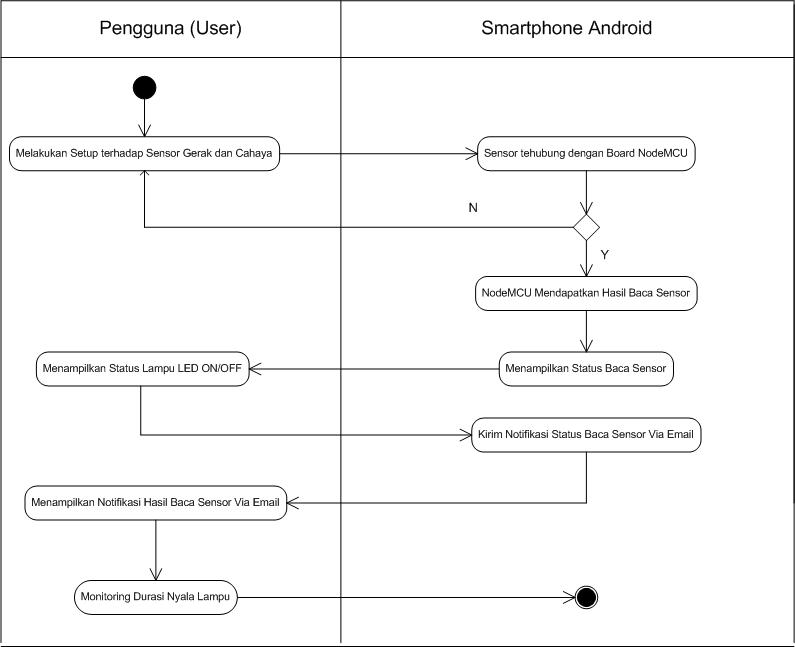 Pengguna (User)
Smartphone Android
Melakukan Setup terhadap Sensor Gerak dan Cahaya
Sensor tehubung dengan Board NodeMCU
N
Y
NodeMCU Mendapatkan Hasil Baca Sensor
Menampilkan Status Lampu LED ON/OFF
Menampilkan Status Baca Sensor
Kirim Notifikasi Status Baca Sensor Via Email
Menampilkan Notifikasi Hasil Baca Sensor Via Email
Monitoring Durasi Nyala Lampu